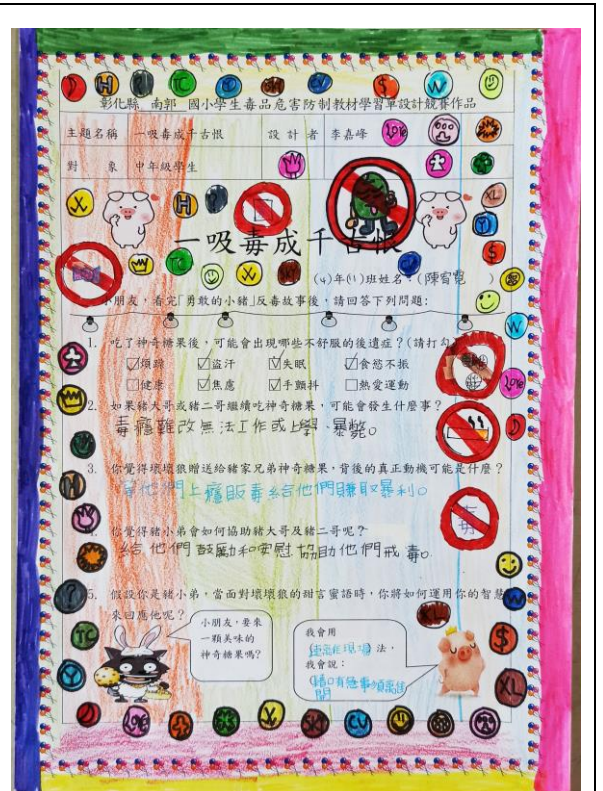 彰化縣 南郭 國小學生毒品危害防制教材學習單設計競賽作品
主題名稱 一吸毒成千古恨 設計者 李嘉峰
對象 中年級學生
一吸毒成千古恨
(4)年(11)班姓名:(陳宥霓)
小朋友,看完「勇敢的小豬」反毒故事後,請回答下列問題:
1. 吃了神奇糖果後,可能會出現哪些不舒服的後遺症?(請打勾)
☑煩躁 ☑盜汗 ☑失眠 ☑食慾不振
□健康 ☑焦慮 ☑手顫抖 □熱愛運動
2. 如果豬大哥或豬二哥繼續吃神奇糖果,可能會發生什麼事?
毒癮難改無法工作或上學、暴斃。
3. 你覺得壞壞狼贈送給豬家兄弟神奇糖果,背後的真正動機可能是什麼?
他們上癮販毒給他們賺取暴利。
你覺得豬小弟會如何協助豬大哥及豬二哥呢?
給他們鼓勵和安慰協助他們戒毒。
5. 假設你是豬小弟,當面對壞壞狼的甜言蜜語時,你將如何運用你的智慧
來回應他呢?
小朋友,要來
一顆美味的
神奇糖果嗎?
我會用
現場法,
我會說:
有急事須離
開
毒